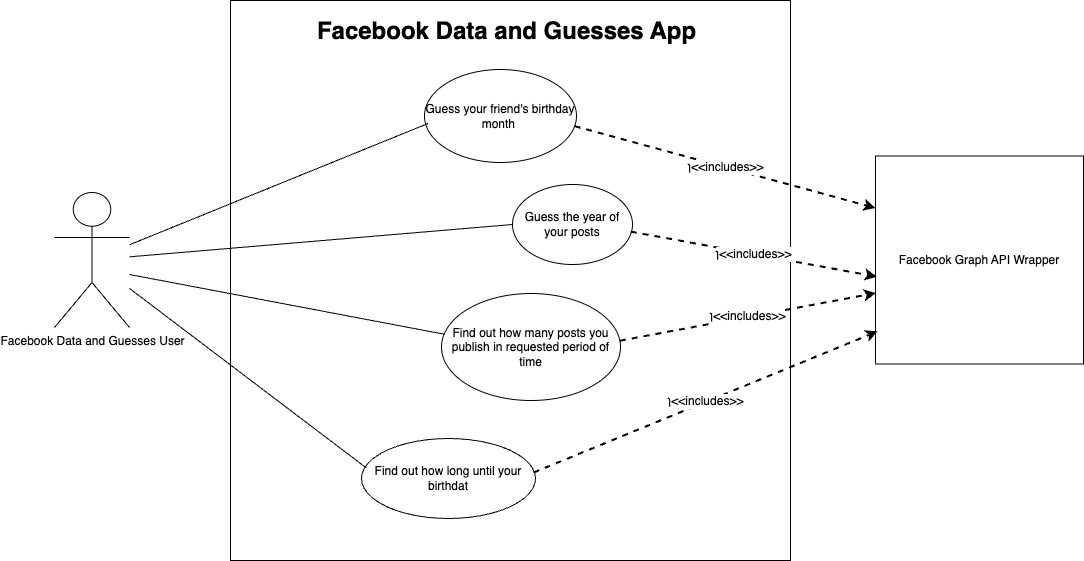 Facebook Data and Guesses App
Guess your friend's birthday
month
<<includes>>
Guess the year of
your posts
<<includes>>
Facebook Graph API Wrapper
<<includes>>
Find out how many posts you
publish in requested period of
time
Facebook Data and Guesses User
<<includes>>
Find out how long until your
birthdat